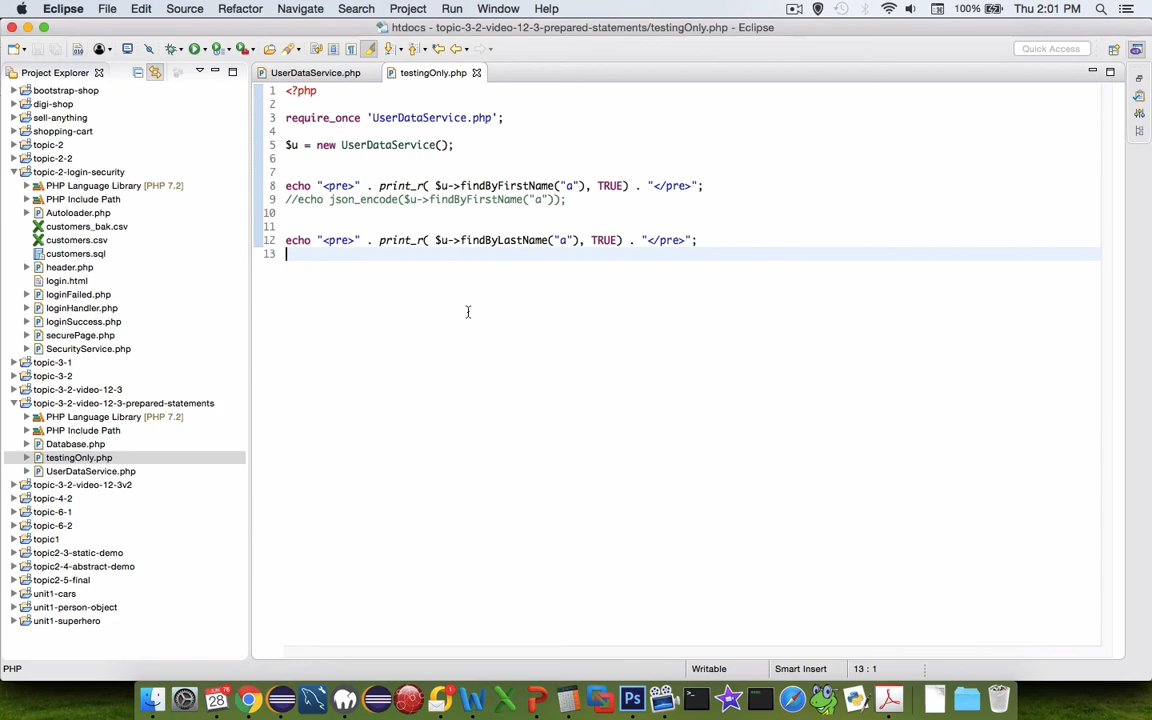 Eclipse File Edit Source Refactor Navigate Search Project Run Window Help 100% Thu 2:01 PM
htdocs - topic-3-2-video-12-3-prepared-statements/testingOnly.php - Eclipse
Quick Access
Project Explorer
bootstrap-shop
digi-shop
sell-anything
shopping-cart
topic-2
topic-2-2
topic-2-login-security
PHP Language Library [PHP 7.2]
PHP Include Path
Autoloader.php
customers_bak.csv
customers.csv
customers.sql
header.php
login.html
loginFailed.php
loginHandler.php
loginSuccess.php
securePage.php
SecurityService.php
topic-3-1
topic-3-2
topic-3-2-video-12-3
topic-3-2-video-12-3-prepared-statements
PHP Language Library [PHP 7.2]
PHP Include Path
Database.php
testingOnly.php
UserDataService.php
topic-3-2-video-12-3v2
topic-4-2
topic-6-1
topic-6-2
topic1
topic2-3-static-demo
topic2-4-abstract-demo
topic2-5-final
unit1-cars
unit1-person-object
unit1-superhero
UserDataService.php testingOnly.php
1 <?php
2
3 require_once 'UserDataService.php';
4
5 $u = new UserDataService();
6
7
8 echo "<pre>" . print_r( $u->findByFirstName("a"), TRUE) . "</pre>";
9 //echo json_encode($u->findByFirstName("a"));
10
11
12 echo "<pre>" . print_r( $u->findByLastName("a"), TRUE) . "</pre>";
13
PHP Writable Smart Insert 13 : 1
28